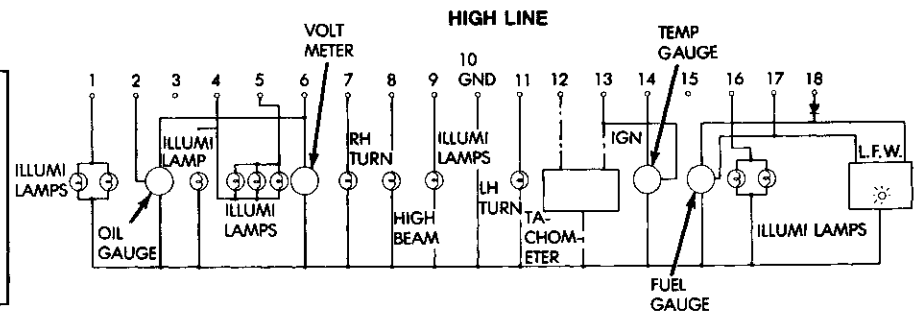 HIGH LINE
VOLT
METER
TEMP
GAUGE
1 2 3 4 5 6 7 8 9 10 11 12 13 14 15 16 17 18
GND
ILLUMI
LAMP
RH
TURN
ILLUMI
LAMPS
IGN
L.F.W.
ILLUMI
LAMPS
OIL
GAUGE
ILLUMI
LAMPS
HIGH
BEAM
LH
TURN
TA-
CHOM-
ETER
ILLUMI LAMPS
FUEL
GAUGE